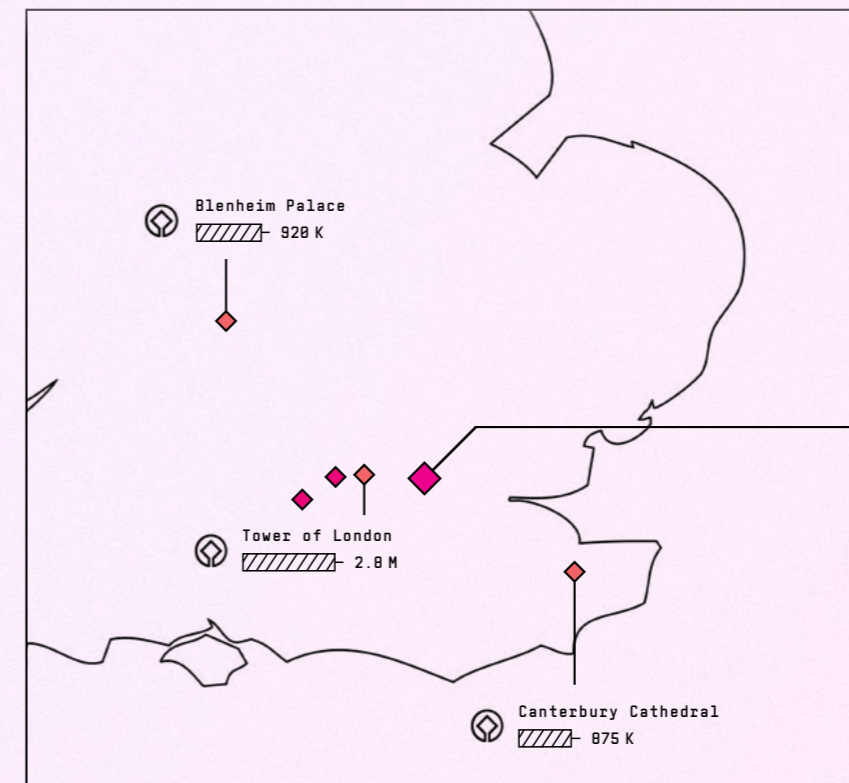 Blenheim Palace
920 K
Tower of London
2.8 M
Canterbury Cathedral
875 K